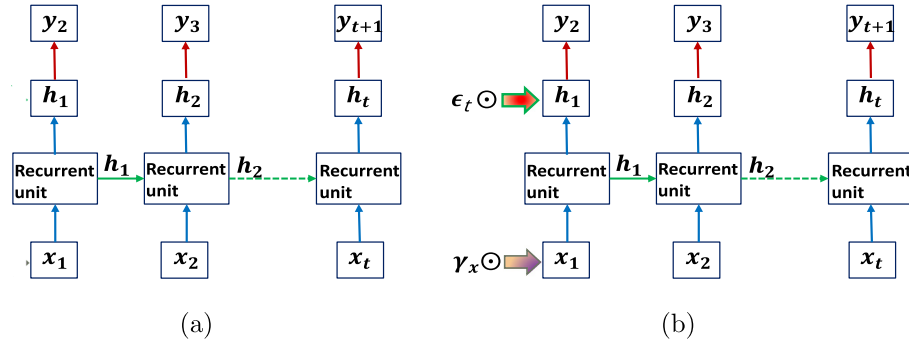 y₂ y₃ yₜ₊₁ y₂ y₃ yₜ₊₁
h₁ h₂ hₜ ϵₜ⊙ h₁ h₂ hₜ
Recurrent unit h₁ Recurrent unit h₂ Recurrent unit Recurrent unit h₁ Recurrent unit h₂ Recurrent unit
x₁ x₂ xₜ γₓ⊙ x₁ x₂ xₜ
(a) (b)